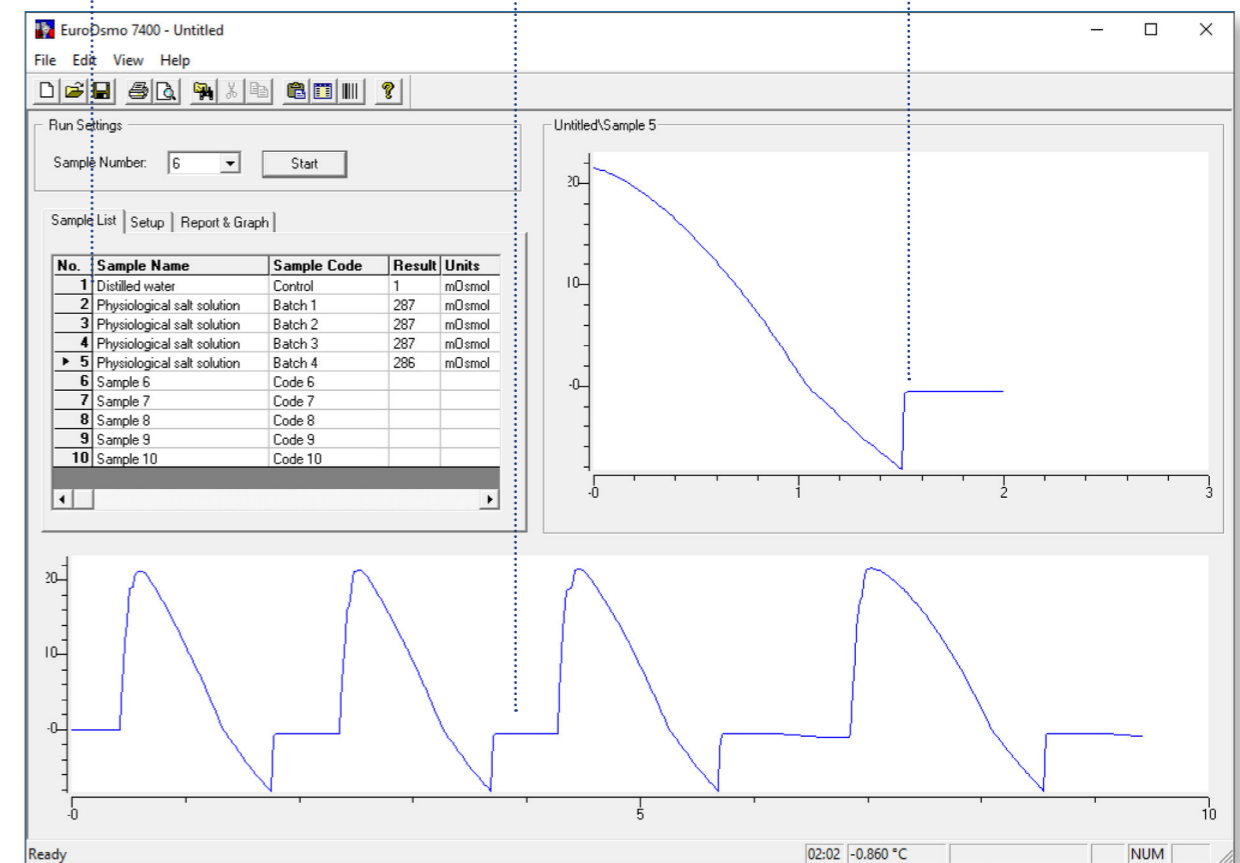 EuroOsmo 7400 - Untitled
File Edit View Help
Run Settings
Sample Number: 6 Start
Sample List Setup Report & Graph
No. Sample Name Sample Code Result Units
1 Distilled water Control 1 mOsmol
2 Physiological salt solution Batch 1 287 mOsmol
3 Physiological salt solution Batch 2 287 mOsmol
4 Physiological salt solution Batch 3 287 mOsmol
5 Physiological salt solution Batch 4 286 mOsmol
6 Sample 6 Code 6
7 Sample 7 Code 7
8 Sample 8 Code 8
9 Sample 9 Code 9
10 Sample 10 Code 10
Untitled\Sample 5
20
10
-0
-0 1 2 3
20
10
-0
-0 5 10
Ready 02:02 -0.860 °C NUM